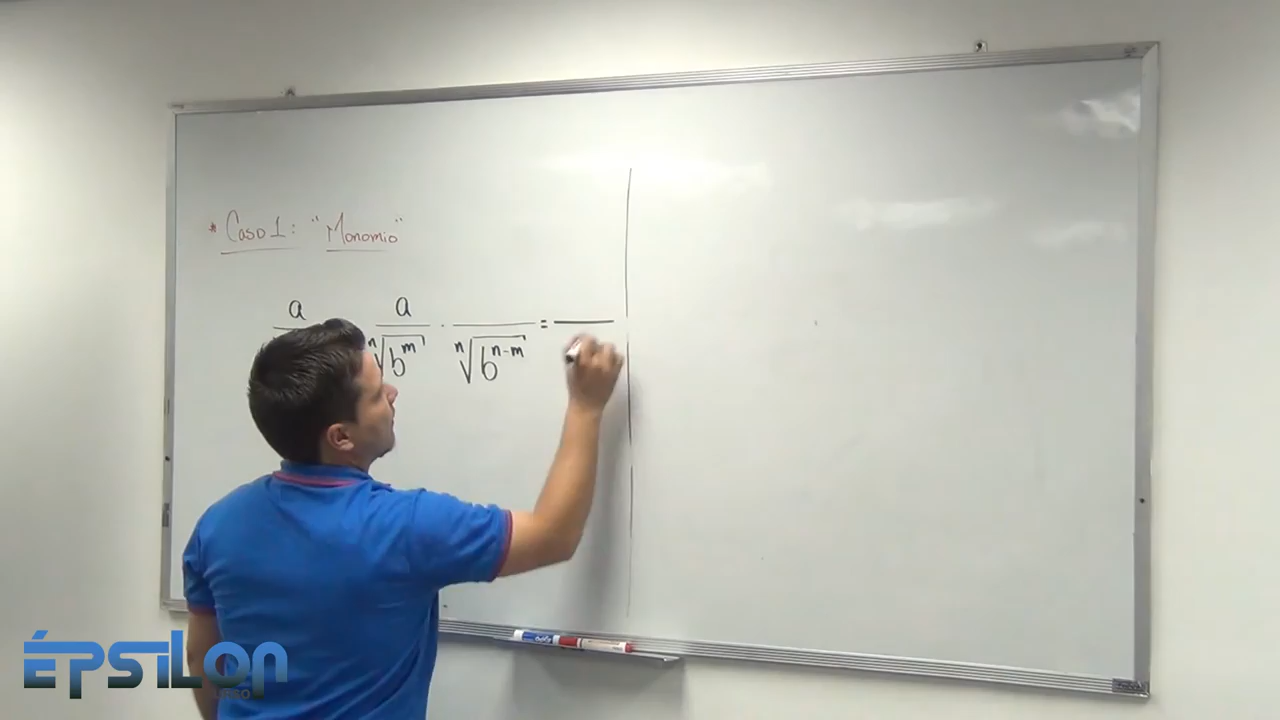 * Caso 1: "Monomio"
a a
ⁿ√b^m · ⁿ√b^(n-m) =
ÉPSILON